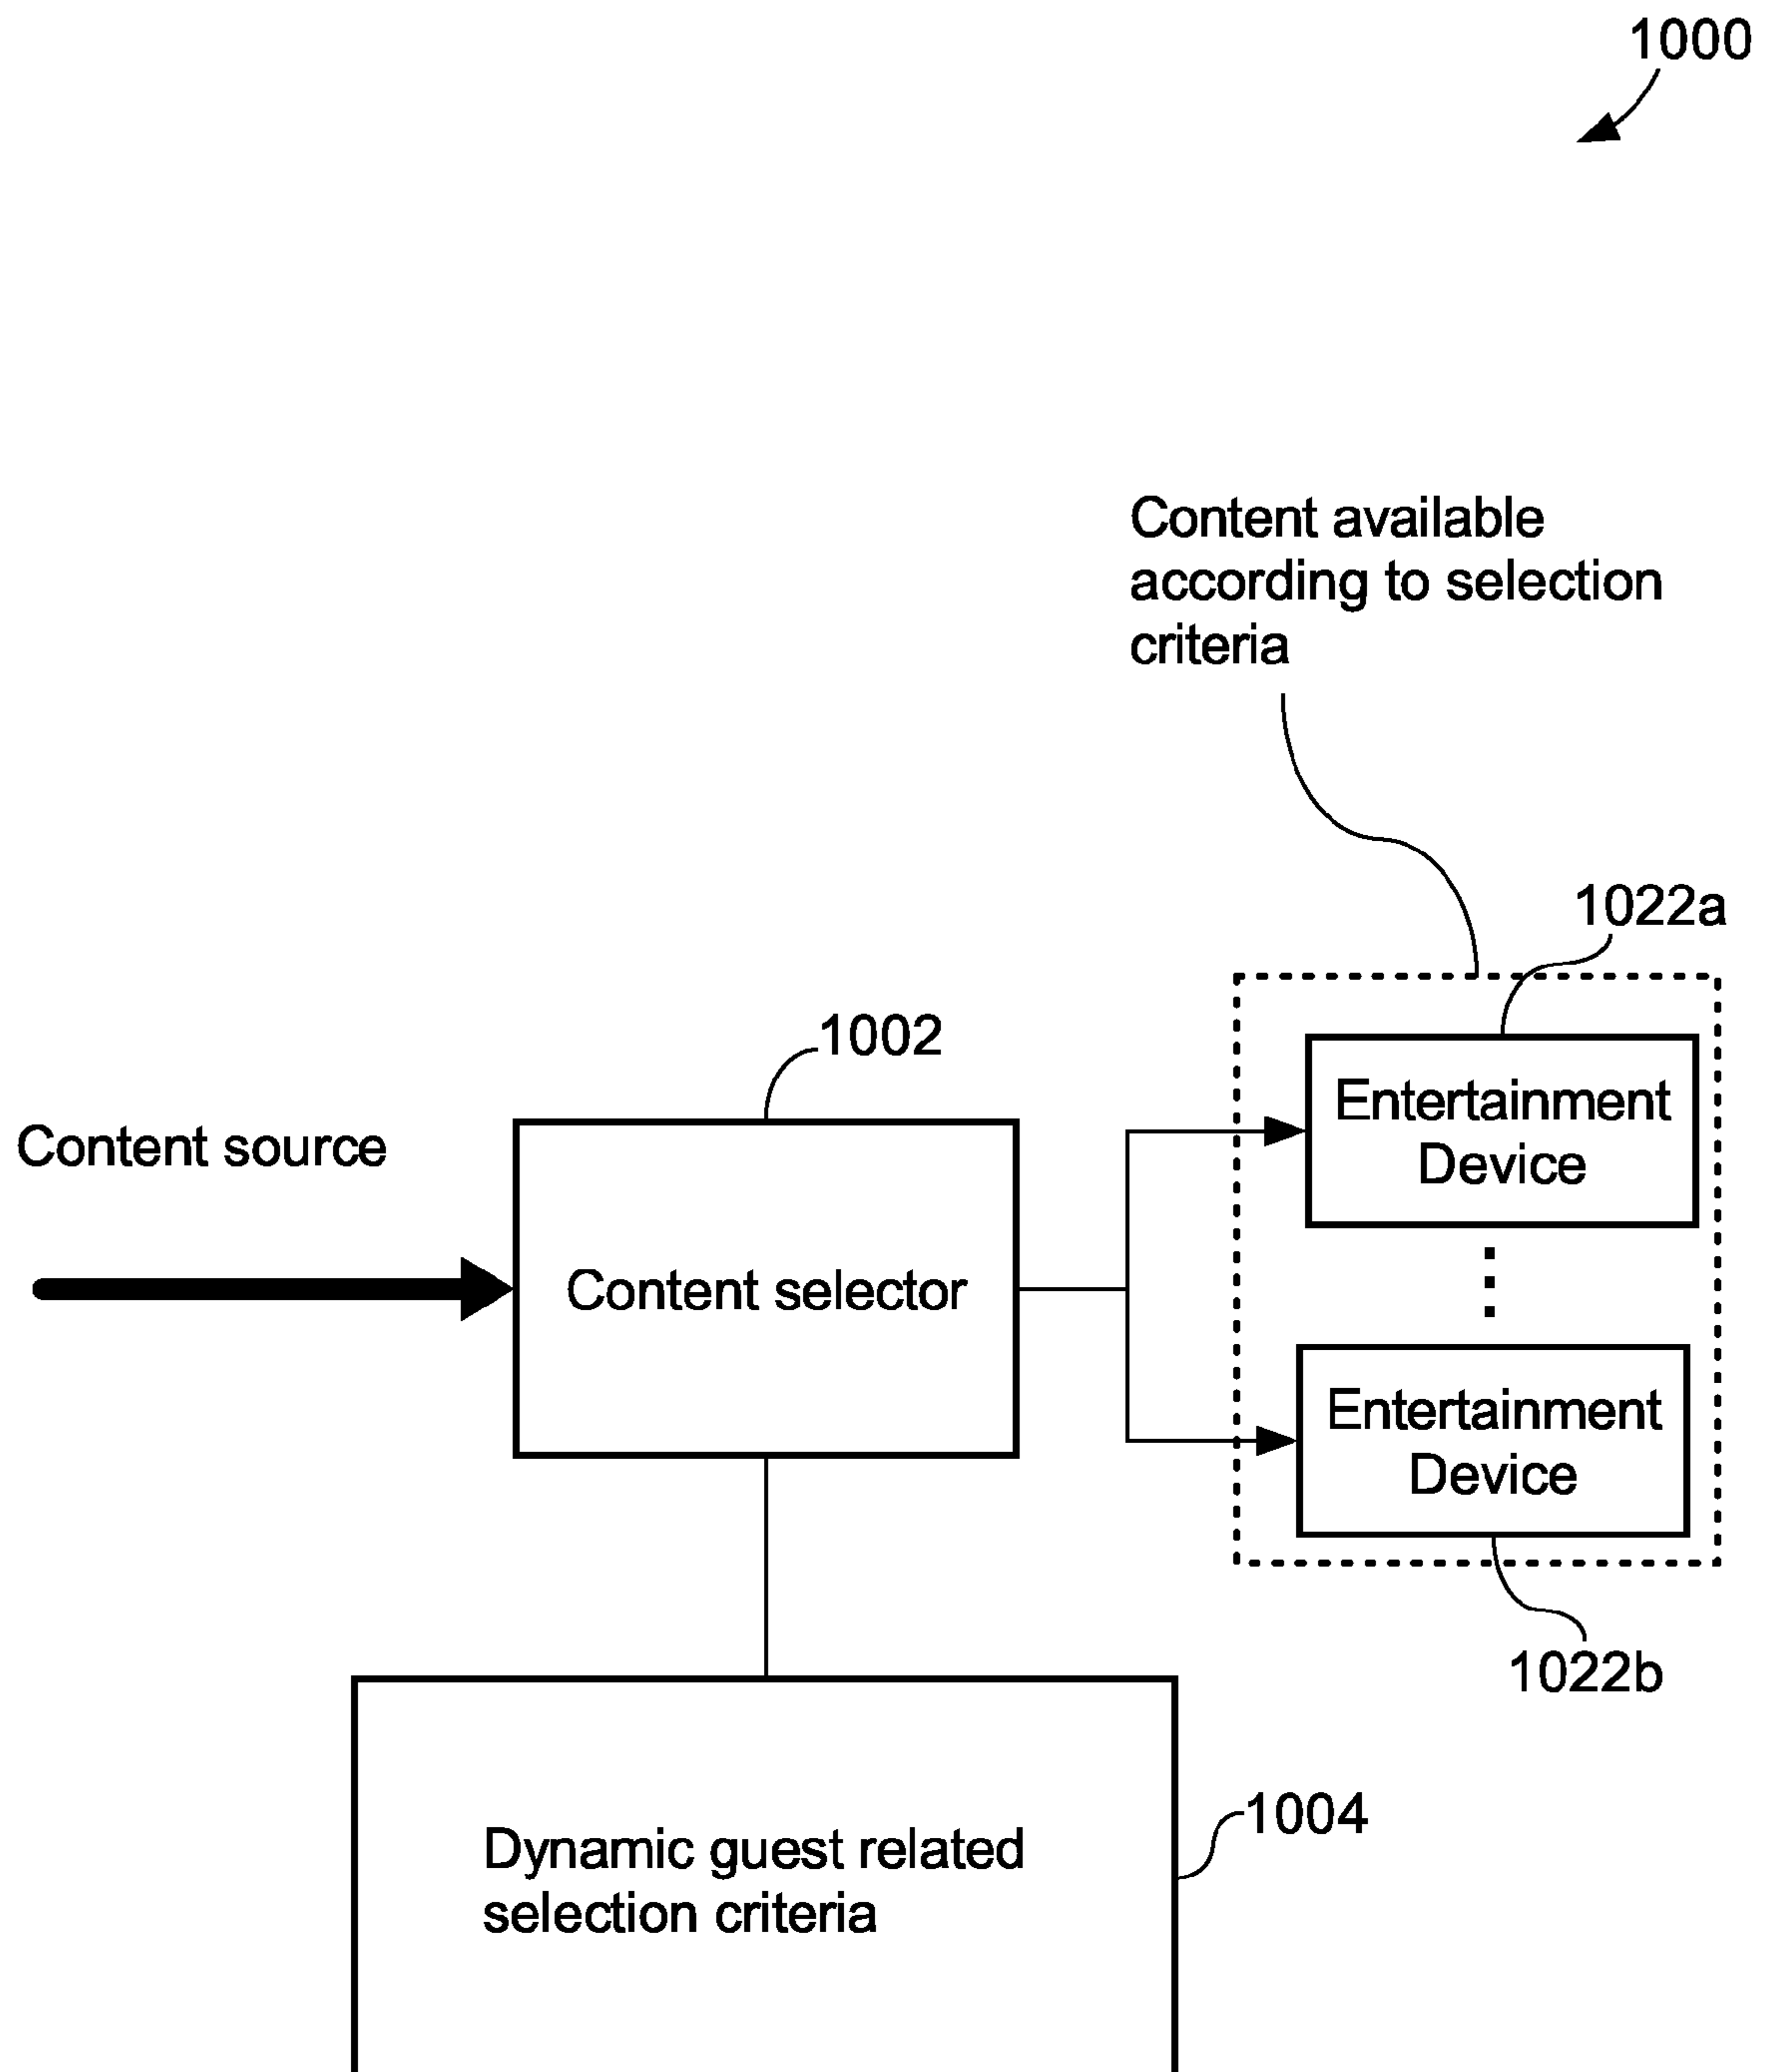 1000
Content available
according to selection
criteria
1022a
1002
Content source
Entertainment
Device
Content selector
Entertainment
Device
1022b
1004
Dynamic guest related
selection criteria